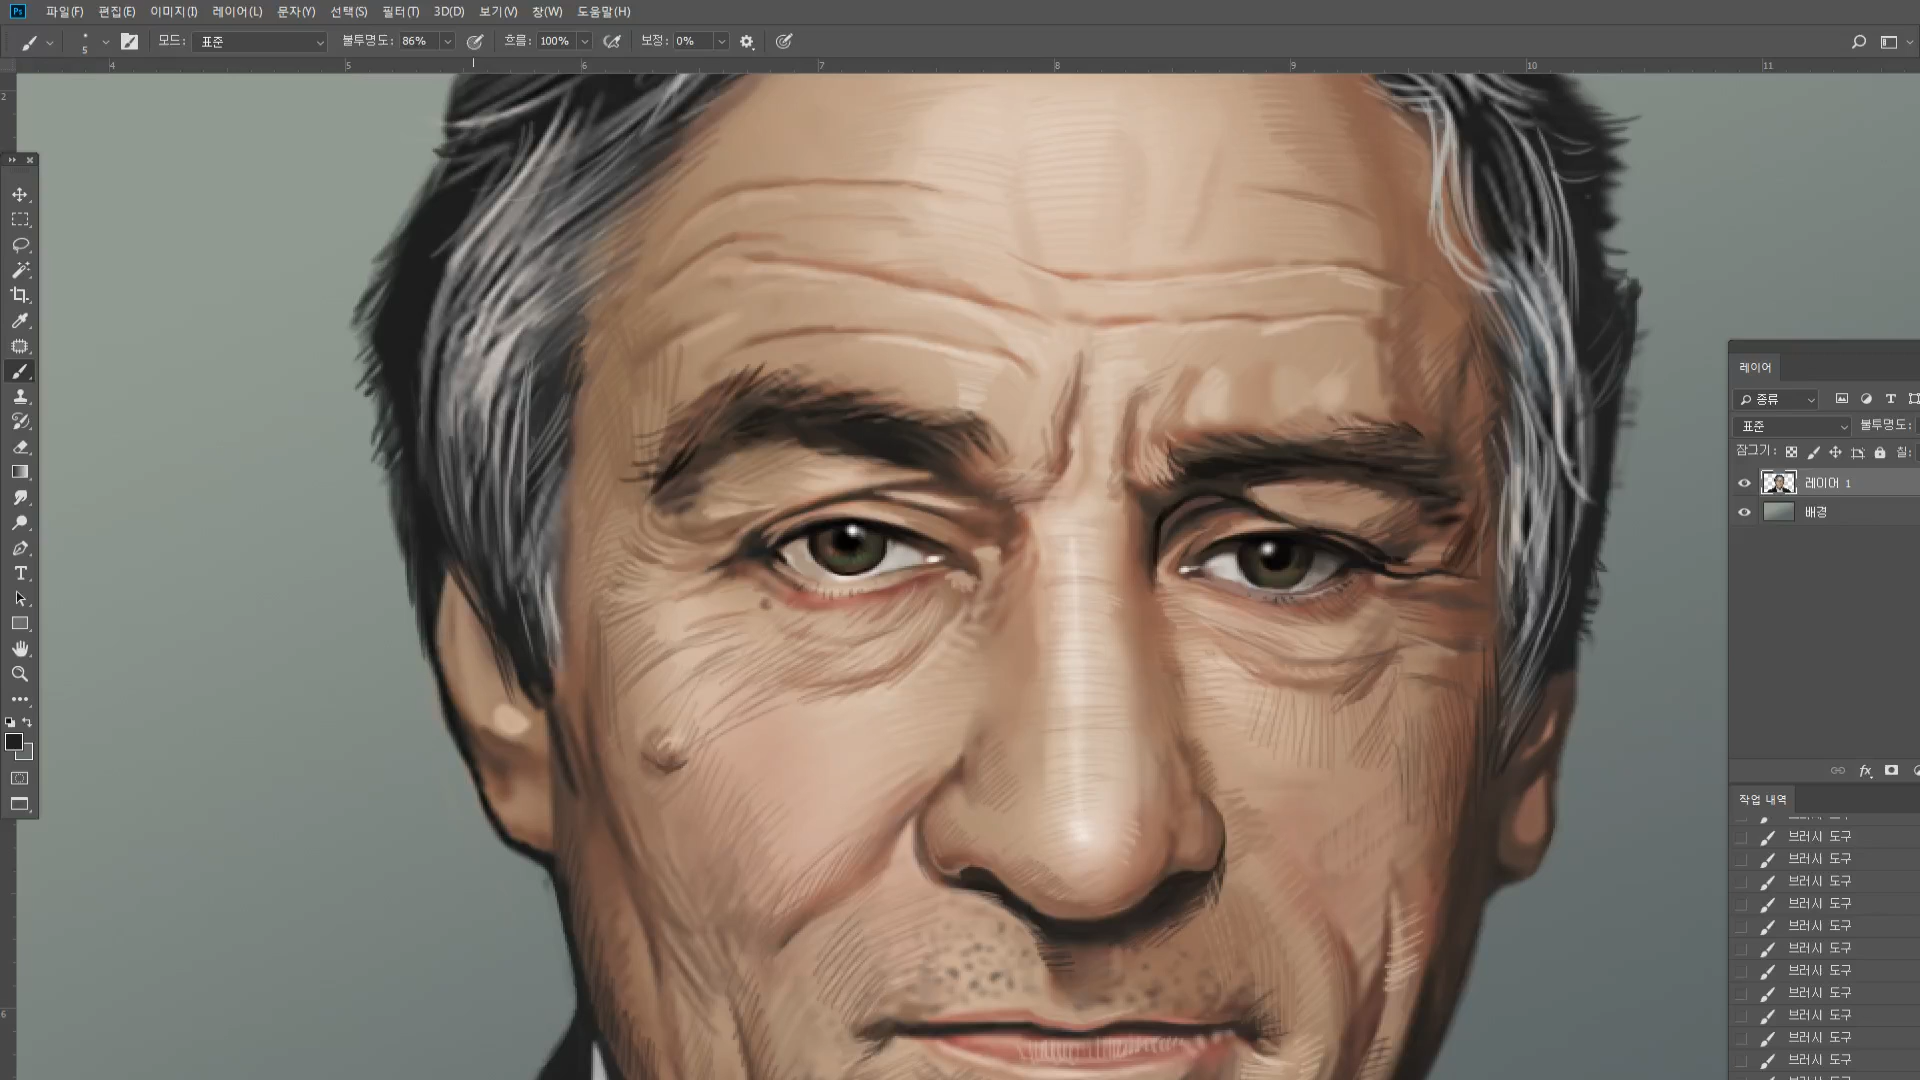 Ps 파일(F) 편집(E) 이미지(I) 레이어(L) 문자(Y) 선택(S) 필터(T) 3D(D) 보기(V) 창(W) 도움말(H)
5 모드: 표준 불투명도: 86% 흐름: 100% 보정: 0%
4 5 6 7 8 9 10 11
2
6
레이어
종류
표준 불투명도:
잠그기: 칠:
레이어 1
배경
fx
작업 내역
브러시 도구
브러시 도구
브러시 도구
브러시 도구
브러시 도구
브러시 도구
브러시 도구
브러시 도구
브러시 도구
브러시 도구
브러시 도구